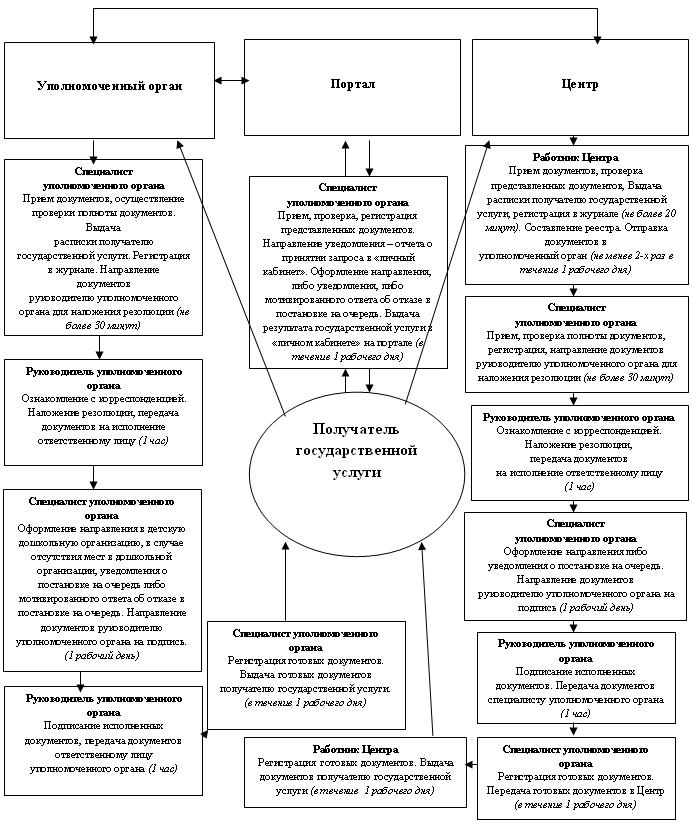 Уполномоченный орган
Портал
Центр
Специалист
уполномоченного органа
Прием документов, осуществление
проверки полноты документов.
Выдача
расписки получателю
государственной услуги. Регистрация
в журнале. Направление
документов
руководителю уполномоченного
органа для наложения резолюции (не
более 30 минут)
Руководитель уполномоченного
органа
Ознакомление с корреспонденцией.
Наложение резолюции, передача
документов на исполнение
ответственному лицу (1 час)
Специалист уполномоченного
органа
Оформление направления в детскую
дошкольную организацию, в случае
отсутствия мест в дошкольной
организации, уведомления о
постановке на очередь либо
мотивированного ответа об отказе в
постановке на очередь. Направление
документов руководителю
уполномоченного органа на подпись.
(1 рабочий день)
Руководитель уполномоченного
органа
Подписание исполненных
документов, передача документов
ответственному лицу
уполномоченного органа (1 час)
Специалист уполномоченного
органа
Регистрация готовых документов.
Выдача готовых документов
получателю государственной услуги.
(в течение 1 рабочего дня)
Специалист
уполномоченного органа
Прием, проверка, регистрация
представленных документов.
Направление уведомления – отчета о
принятии запроса в «личный
кабинет». Оформление направления,
либо уведомления, либо
мотивированного ответа об отказе в
постановке на очередь. Выдача
результата государственной услуги в
«личном кабинете» на портале (в
течение 1 рабочего дня)
Получатель
государственной
услуги
Работник Центра
Прием документов, проверка
представленных документов, Выдача
расписки получателю государственной
услуги, регистрация в журнале (не более 20
минут). Составление реестра. Отправка
документов в
уполномоченный орган (не менее 2-х раз в
течение 1 рабочего дня)
Специалист
уполномоченного органа
Прием, проверка полноты документов,
регистрация, направление документов
руководителю уполномоченного органа для
наложения резолюции (не более 30 минут)
Руководитель уполномоченного органа
Ознакомление с корреспонденцией.
Наложение резолюции,
передача документов
на исполнение ответственному лицу
(1 час)
Специалист
уполномоченного органа
Оформление направления либо
уведомления о постановке на очередь.
Направление документов
руководителю уполномоченного органа на
подпись (1 рабочий день)
Руководитель уполномоченного
органа
Подписание исполненных
документов. Передача документов
специалисту уполномоченного органа
(1 час)
Специалист уполномоченного
органа
Регистрация готовых документов.
Передача готовых документов в Центр
(в течение 1 рабочего дня)
Работник Центра
Регистрация готовых документов. Выдача
документов получателю государственной
услуги (в течение 1 рабочего дня)